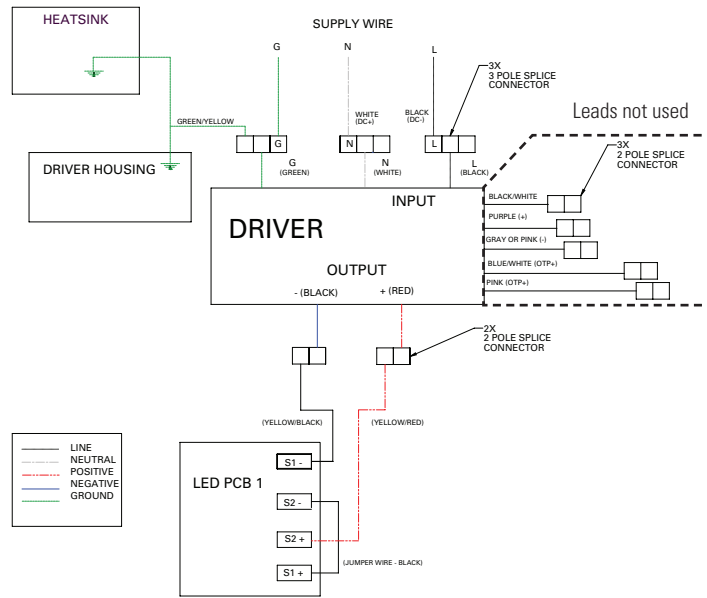 HEATSINK
SUPPLY WIRE
G
N
L
3X
3 POLE SPLICE
CONNECTOR
GREEN/YELLOW
WHITE
(DC+)
BLACK
(DC-)
G
N
L
Leads not used
DRIVER HOUSING
G
(GREEN)
N
(WHITE)
L
(BLACK)
3X
2 POLE SPLICE
CONNECTOR
INPUT
DRIVER
OUTPUT
- (BLACK)
+ (RED)
BLACK/WHITE
PURPLE (+)
GRAY OR PINK (-)
BLUE/WHITE (OTP+)
PINK (OTP+)
2X
2 POLE SPLICE
CONNECTOR
(YELLOW/BLACK)
(YELLOW/RED)
LINE
NEUTRAL
POSITIVE
NEGATIVE
GROUND
LED PCB 1
S1 -
S2 -
S2 +
S1 +
(JUMPER WIRE - BLACK)